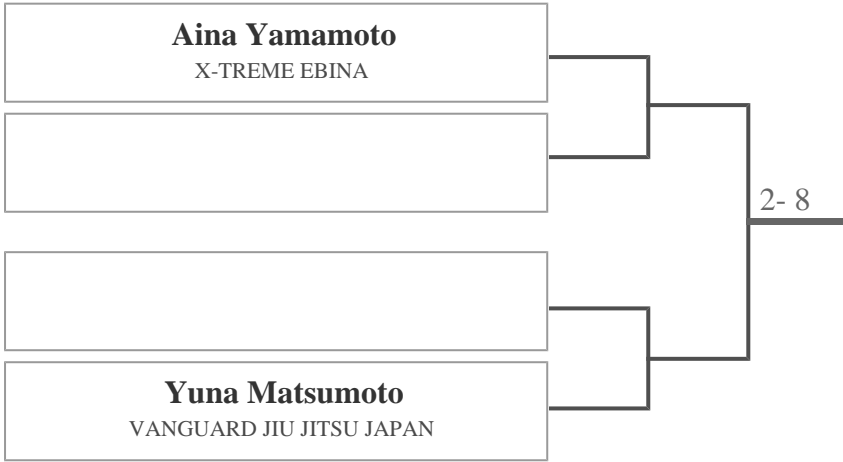 Aina Yamamoto
X-TREME EBINA
2- 8
Yuna Matsumoto
VANGUARD JIU JITSU JAPAN